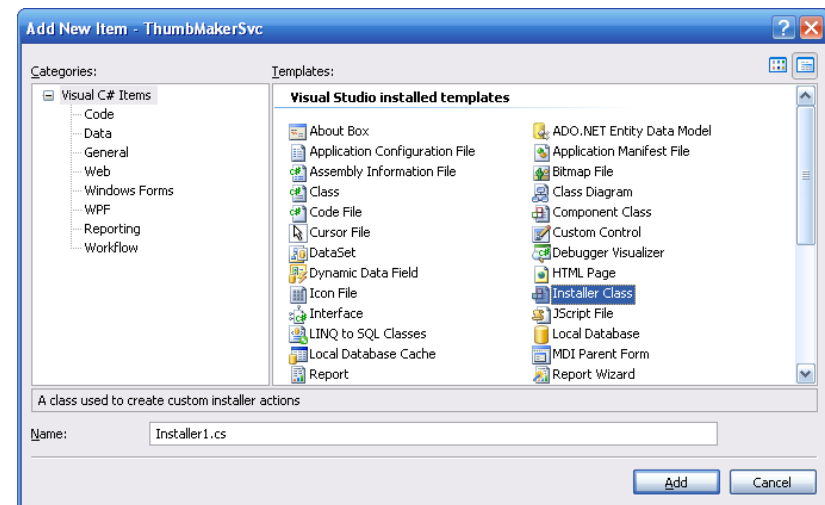 Add New Item - ThumbMakerSvc
Categories:
Templates:
Visual C# Items
Code
Data
General
Web
Windows Forms
WPF
Reporting
Workflow
Visual Studio installed templates
About Box
ADO.NET Entity Data Model
Application Configuration File
Application Manifest File
Assembly Information File
Bitmap File
Class
Class Diagram
Code File
Component Class
Cursor File
Custom Control
DataSet
Debugger Visualizer
Dynamic Data Field
HTML Page
Icon File
Installer Class
Interface
JScript File
LINQ to SQL Classes
Local Database
Local Database Cache
MDI Parent Form
Report
Report Wizard
A class used to create custom installer actions
Name:
Installer1.cs
Add
Cancel